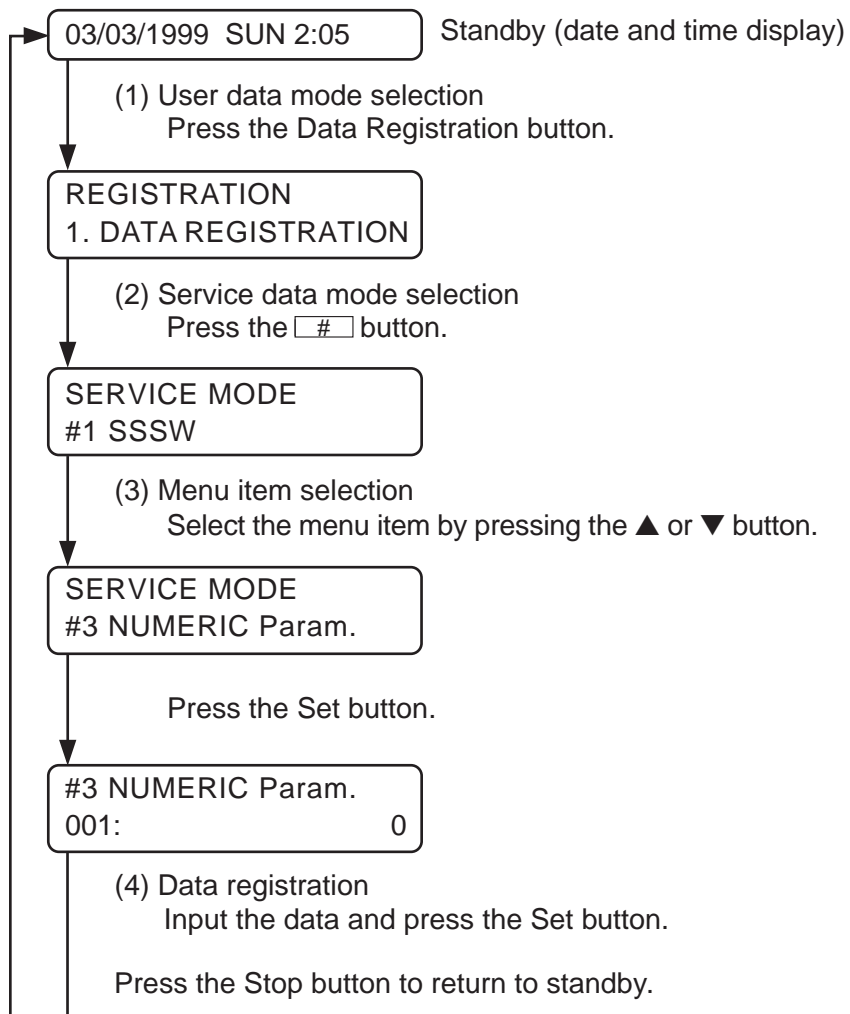 03/03/1999 SUN 2:05 Standby (date and time display)
(1) User data mode selection
Press the Data Registration button.
REGISTRATION
1. DATA REGISTRATION
(2) Service data mode selection
Press the # button.
SERVICE MODE
#1 SSSW
(3) Menu item selection
Select the menu item by pressing the ▲ or ▼ button.
SERVICE MODE
#3 NUMERIC Param.
Press the Set button.
#3 NUMERIC Param.
001: 0
(4) Data registration
Input the data and press the Set button.
Press the Stop button to return to standby.